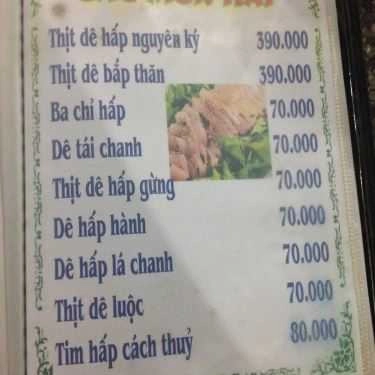 Thịt dê hấp nguyên ký 390.000
Thịt dê bắp thăn 390.000
Ba chỉ hấp 70.000
Dê tái chanh 70.000
Thịt dê hấp gừng 70.000
Dê hấp hành 70.000
Dê hấp lá chanh 70.000
Thịt dê luộc 70.000
Tim hấp cách thuỷ 80.000